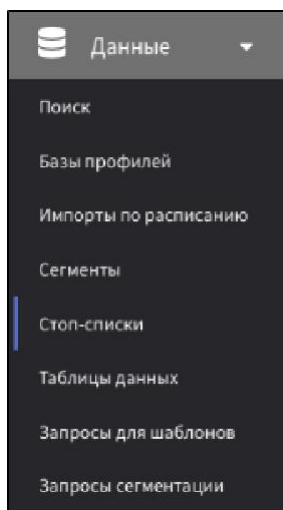 Данные
Поиск
Базы профилей
Импорты по расписанию
Сегменты
Стоп-списки
Таблицы данных
Запросы для шаблонов
Запросы сегментации